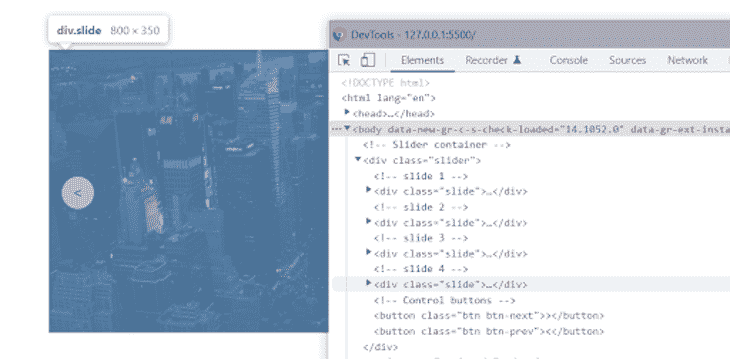 div.slide 800 × 350
DevTools - 127.0.0.1:5500/
Elements Recorder Console Sources Network
<!DOCTYPE html>
<html lang="en">
<head>…</head>
<body data-new-gr-c-s-check-loaded="14.1052.0" data-gr-ext-insta
<!-- Slider container -->
<div class="slider">
<!-- slide 1 -->
<div class="slide">…</div>
<!-- slide 2 -->
<div class="slide">…</div>
<!-- slide 3 -->
<div class="slide">…</div>
<!-- slide 4 -->
<div class="slide">…</div>
<!-- Control buttons -->
<button class="btn btn-next">></button>
<button class="btn btn-prev"><</button>
</div>
<